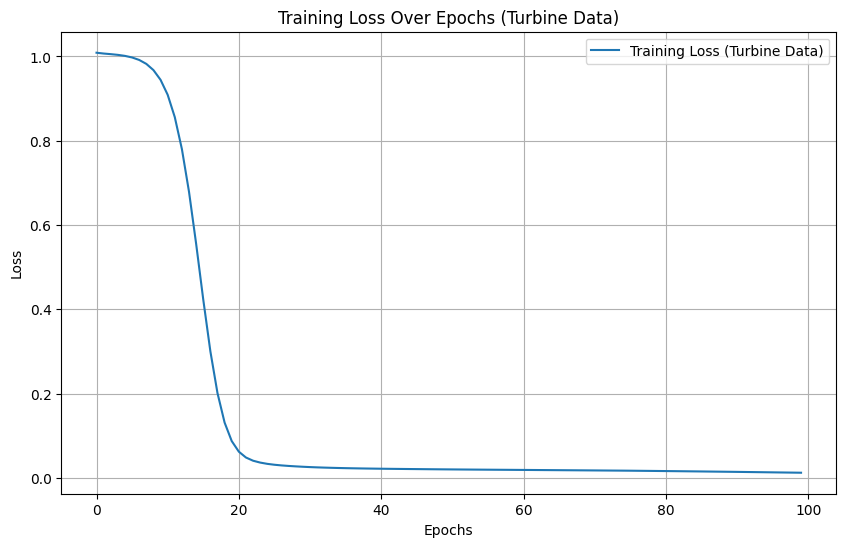 Training Loss Over Epochs (Turbine Data)
Training Loss (Turbine Data)
1.0
0.8
0.6
0.4
0.2
0.0
Loss
0 20 40 60 80 100
Epochs